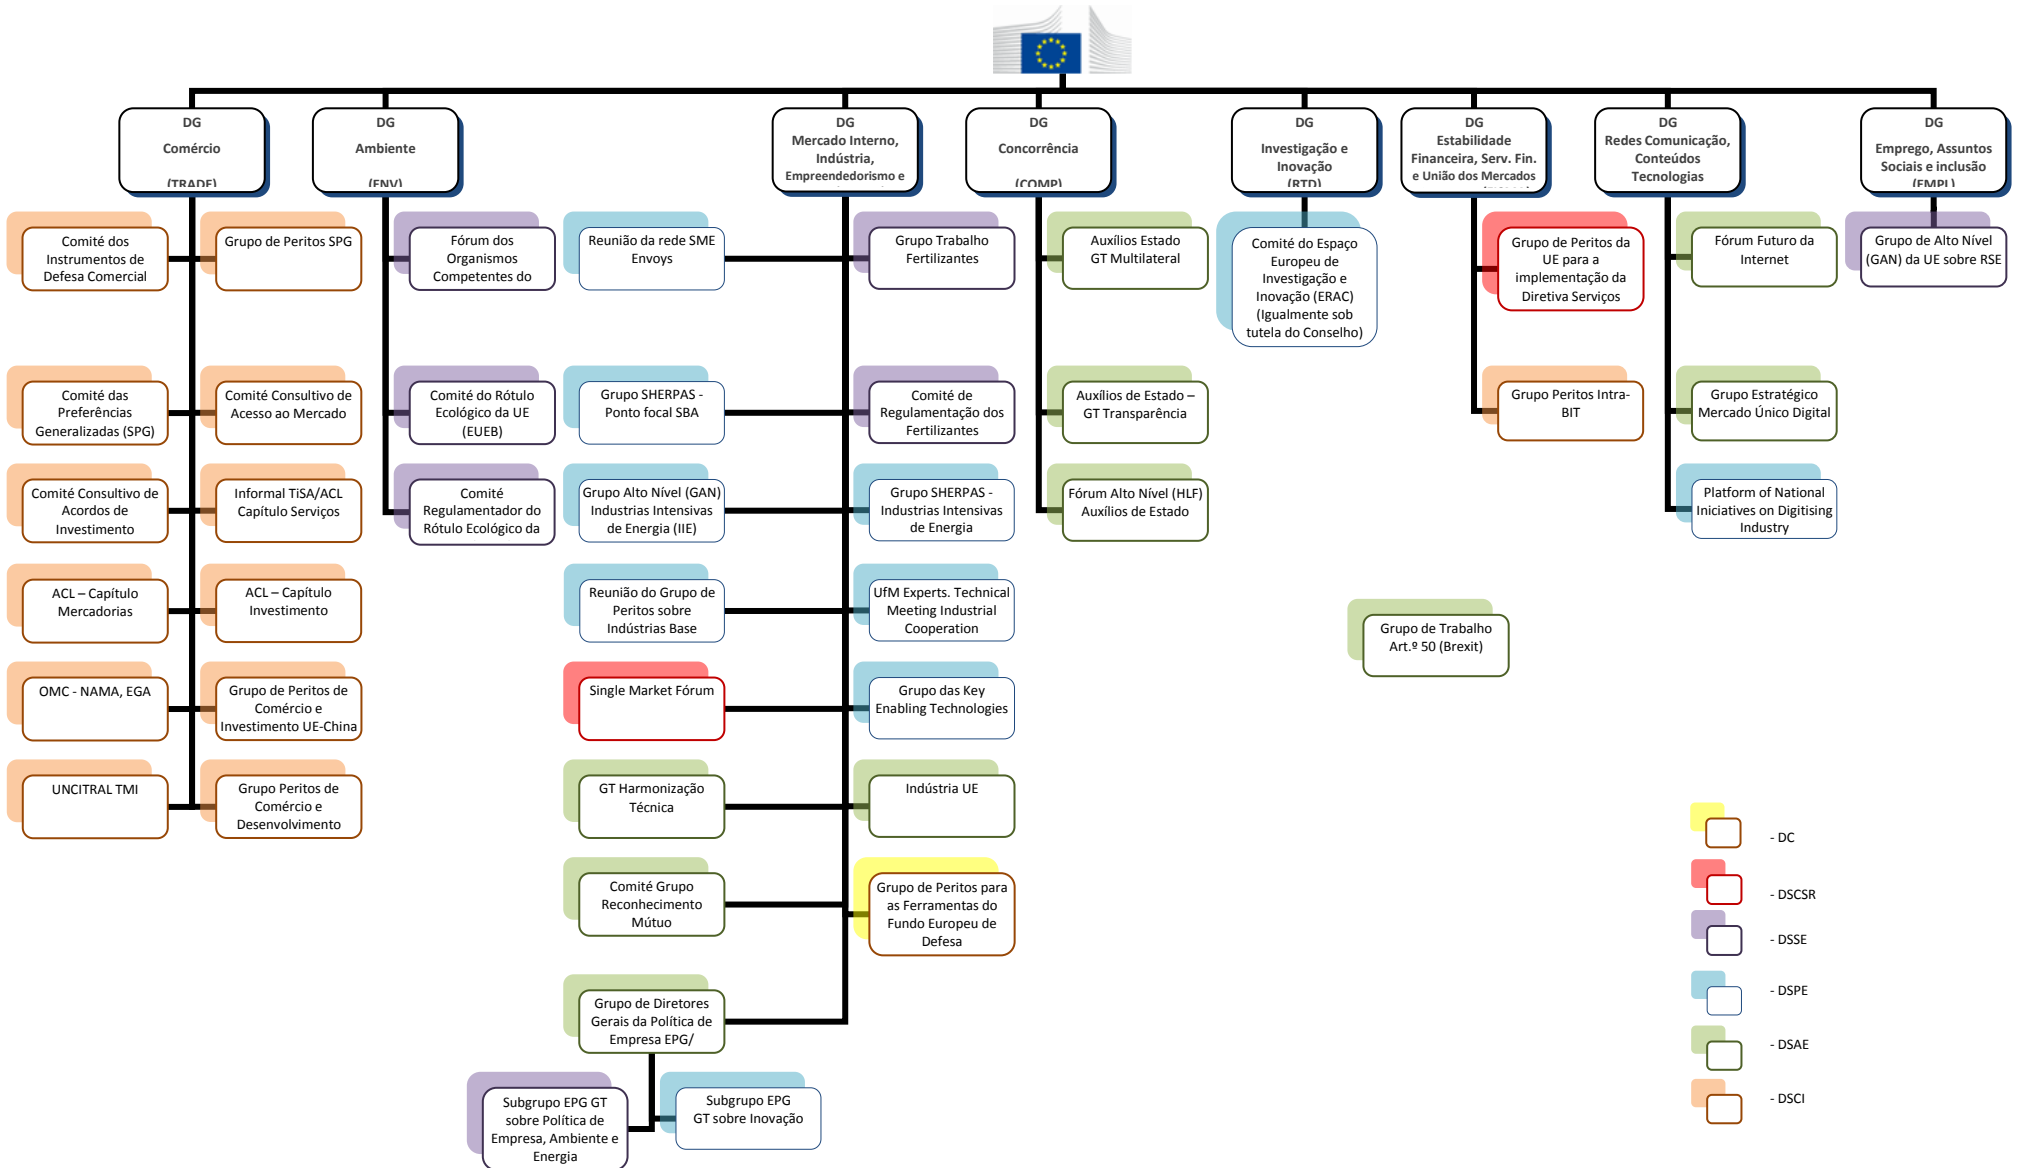 DG
Comércio
(TRADE)
DG
Ambiente
(ENV)
DG
Mercado Interno,
Indústria,
Empreendedorismo e
DG
Concorrência
(COMP)
DG
Investigação e
Inovação
(RTD)
DG
Estabilidade
Financeira, Serv. Fin.
e União dos Mercados
DG
Redes Comunicação,
Conteúdos
Tecnologias
DG
Emprego, Assuntos
Sociais e inclusão
(EMPL)
Comité dos
Instrumentos de
Defesa Comercial
Grupo de Peritos SPG
Fórum dos
Organismos
Competentes do
Reunião da rede SME
Envoys
Grupo Trabalho
Fertilizantes
Auxílios Estado
GT Multilateral
Comité do Espaço
Europeu de
Investigação e
Inovação (ERAC)
(Igualmente sob
tutela do Conselho)
Grupo de Peritos da
UE para a
implementação da
Diretiva Serviços
Fórum Futuro da
Internet
Grupo de Alto Nível
(GAN) da UE sobre RSE
Comité das
Preferências
Generalizadas (SPG)
Comité Consultivo de
Acesso ao Mercado
Comité do Rótulo
Ecológico da UE
(EUEB)
Grupo SHERPAS -
Ponto focal SBA
Comité de
Regulamentação dos
Fertilizantes
Auxílios de Estado –
GT Transparência
Grupo Peritos Intra-
BIT
Grupo Estratégico
Mercado Único Digital
Comité Consultivo de
Acordos de
Investimento
Informal TiSA/ACL
Capítulo Serviços
Comité
Regulamentador do
Rótulo Ecológico da
Grupo Alto Nível (GAN)
Industrias Intensivas
de Energia (IIE)
Grupo SHERPAS -
Industrias Intensivas
de Energia
Fórum Alto Nível (HLF)
Auxílios de Estado
Platform of National
Iniciatives on Digitising
Industry
ACL – Capítulo
Mercadorias
ACL – Capítulo
Investimento
Reunião do Grupo de
Peritos sobre
Indústrias Base
UfM Experts. Technical
Meeting Industrial
Cooperation
Grupo de Trabalho
Art.º 50 (Brexit)
OMC - NAMA, EGA
Grupo de Peritos de
Comércio e
Investimento UE-China
Single Market Fórum
Grupo das Key
Enabling Technologies
UNCITRAL TMI
Grupo Peritos de
Comércio e
Desenvolvimento
GT Harmonização
Técnica
Indústria UE
Comité Grupo
Reconhecimento
Mútuo
Grupo de Peritos para
as Ferramentas do
Fundo Europeu de
Defesa
Grupo de Diretores
Gerais da Política de
Empresa EPG/
Subgrupo EPG GT
sobre Política de
Empresa, Ambiente e
Energia
Subgrupo EPG
GT sobre Inovação
- DC
- DSCSR
- DSSE
- DSPE
- DSAE
- DSCI